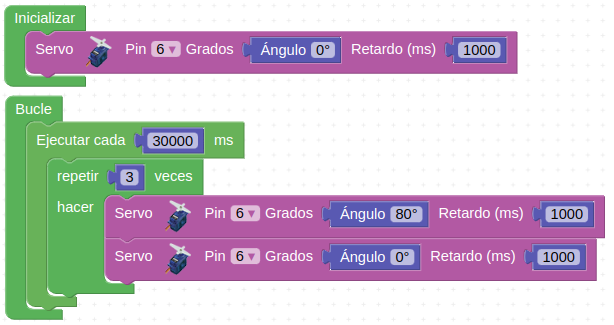 Inicializar
Servo Pin 6 Grados Ángulo 0° Retardo (ms) 1000
Bucle
Ejecutar cada 30000 ms
repetir 3 veces
hacer Servo Pin 6 Grados Ángulo 80° Retardo (ms) 1000
Servo Pin 6 Grados Ángulo 0° Retardo (ms) 1000